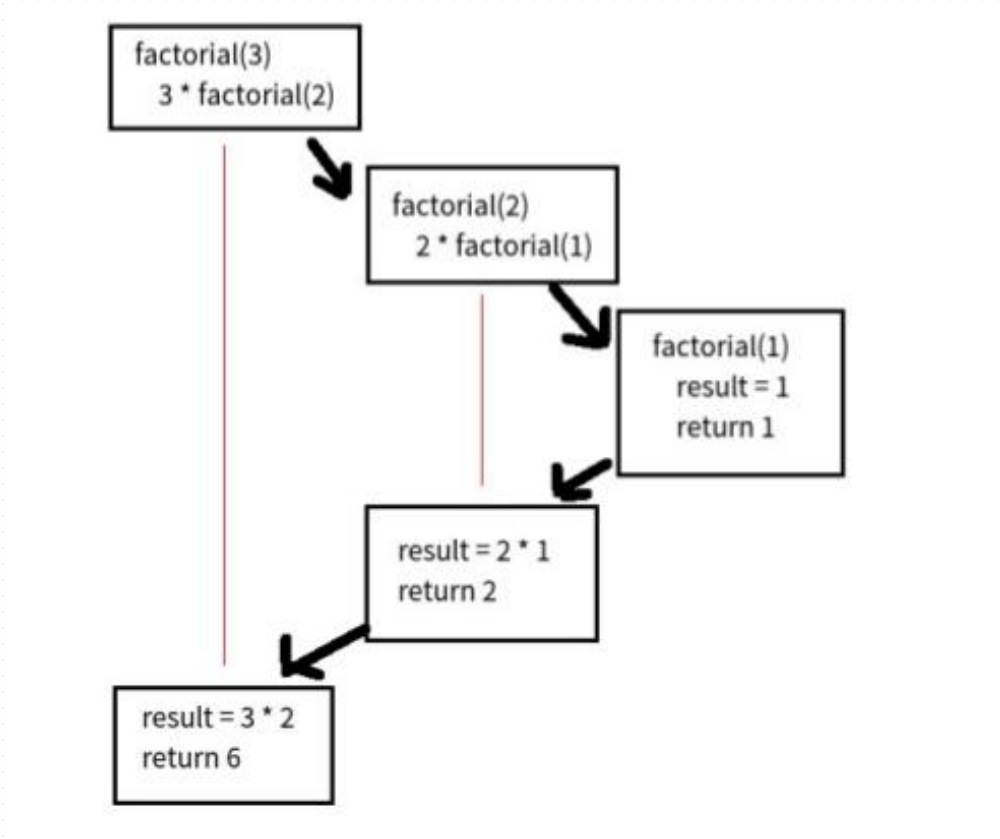 factorial(3)
3 * factorial(2)
factorial(2)
2 * factorial(1)
factorial(1)
result = 1
return 1
result = 2 * 1
return 2
result = 3 * 2
return 6